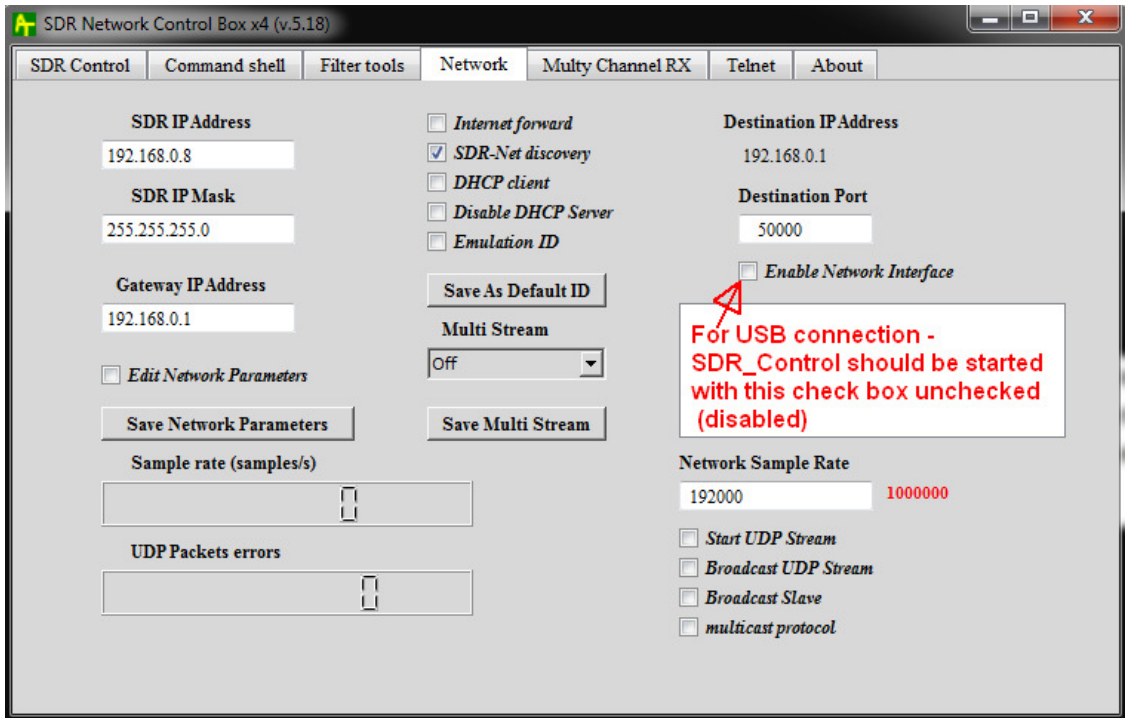 SDR Network Control Box x4 (v.5.18)
SDR Control
Command shell
Filter tools
Network
Multy Channel RX
Telnet
About
SDR IP Address
192.168.0.8
SDR IP Mask
255.255.255.0
Gateway IP Address
192.168.0.1
Edit Network Parameters
Save Network Parameters
Sample rate (samples/s)
0
UDP Packets errors
0
Internet forward
SDR-Net discovery
DHCP client
Disable DHCP Server
Emulation ID
Save As Default ID
Multi Stream
Off
Save Multi Stream
Destination IP Address
192.168.0.1
Destination Port
50000
Enable Network Interface
For USB connection -
SDR_Control should be started
with this check box unchecked
(disabled)
Network Sample Rate
192000
1000000
Start UDP Stream
Broadcast UDP Stream
Broadcast Slave
multicast protocol